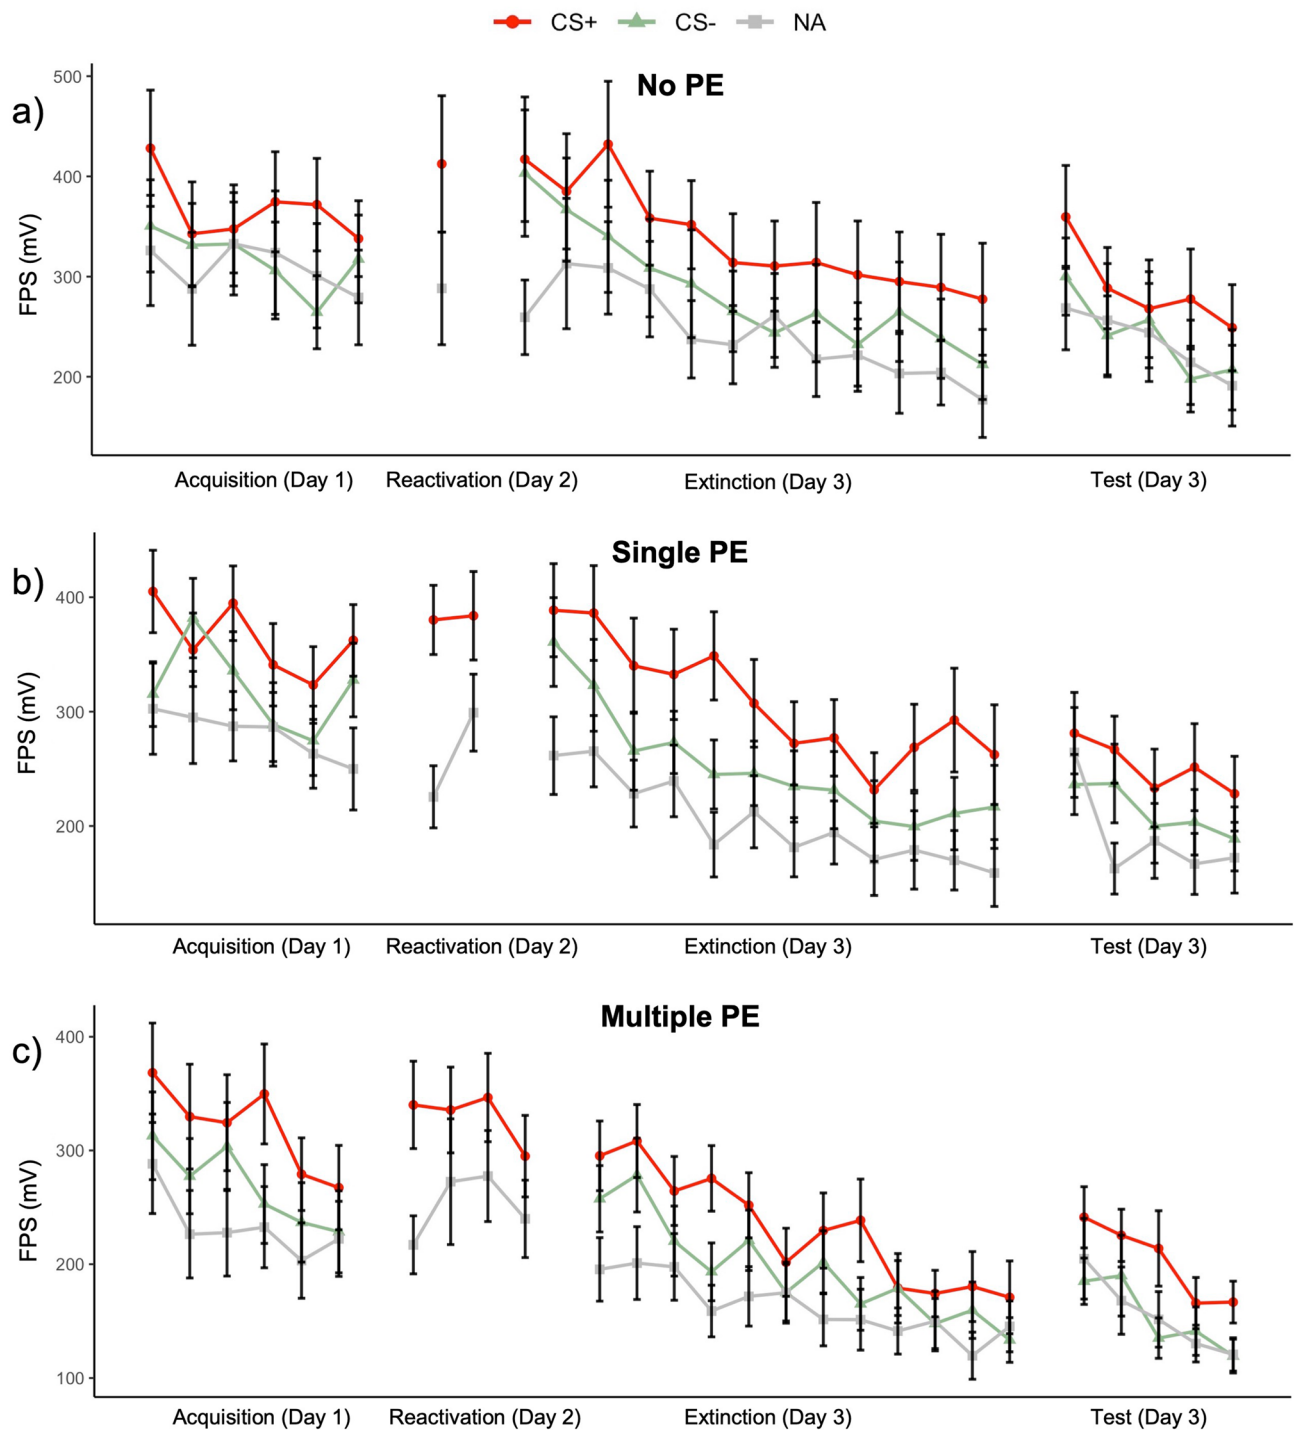 CS+ CS- NA
a)
No PE
500
400
300
200
FPS (mV)
Acquisition (Day 1) Reactivation (Day 2) Extinction (Day 3) Test (Day 3)
b)
Single PE
400
300
200
FPS (mV)
Acquisition (Day 1) Reactivation (Day 2) Extinction (Day 3) Test (Day 3)
c)
Multiple PE
400
300
200
100
FPS (mV)
Acquisition (Day 1) Reactivation (Day 2) Extinction (Day 3) Test (Day 3)